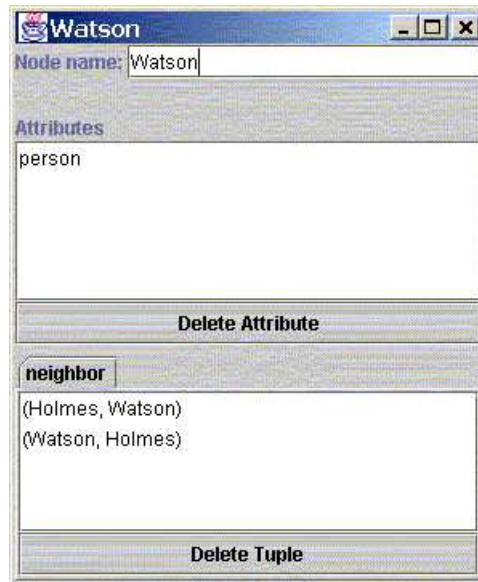 Watson
Node name: Watson
Attributes
person
Delete Attribute
neighbor
(Holmes, Watson)
(Watson, Holmes)
Delete Tuple